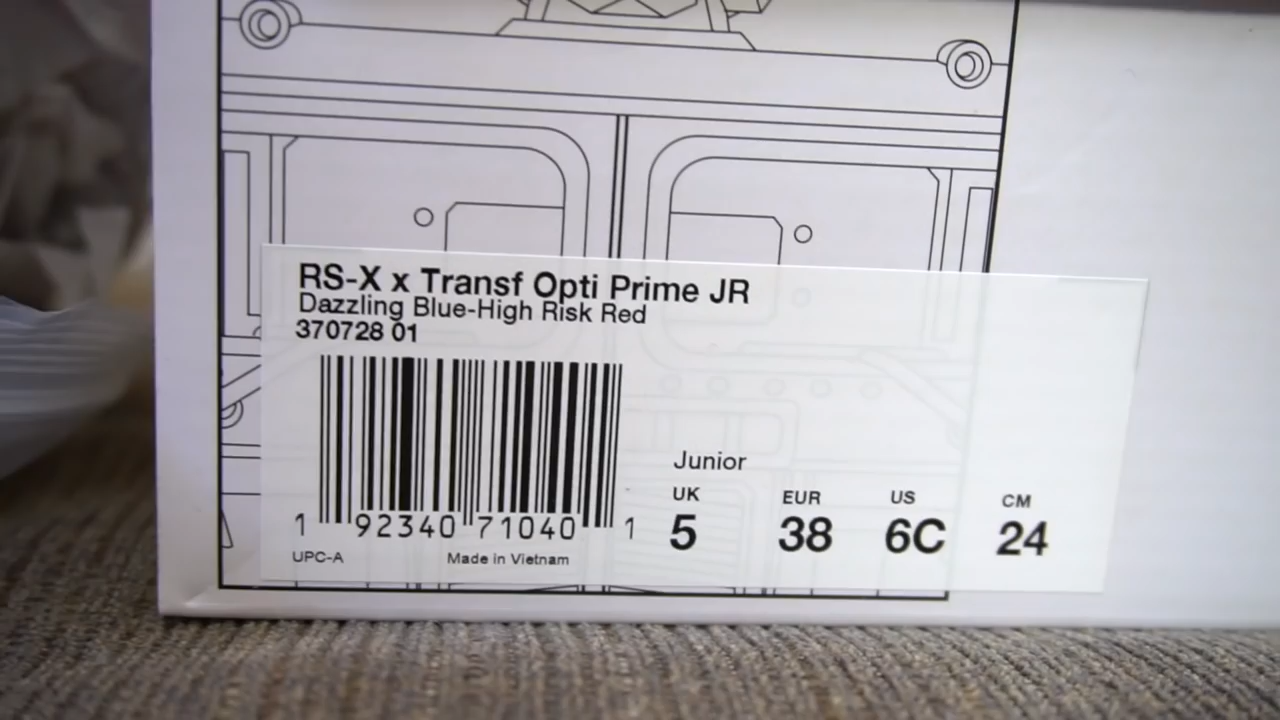 RS-X x Transf Opti Prime JR
Dazzling Blue-High Risk Red
370728 01
1 92340 71040 1
UPC-A Made in Vietnam
Junior
UK EUR US CM
5 38 6C 24